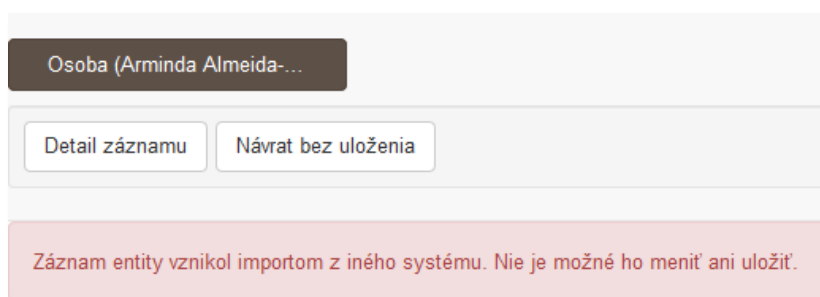 Osoba (Arminda Almeida-...
Detail záznamu Návrat bez uloženia
Záznam entity vznikol importom z iného systému. Nie je možné ho meniť ani uložiť.